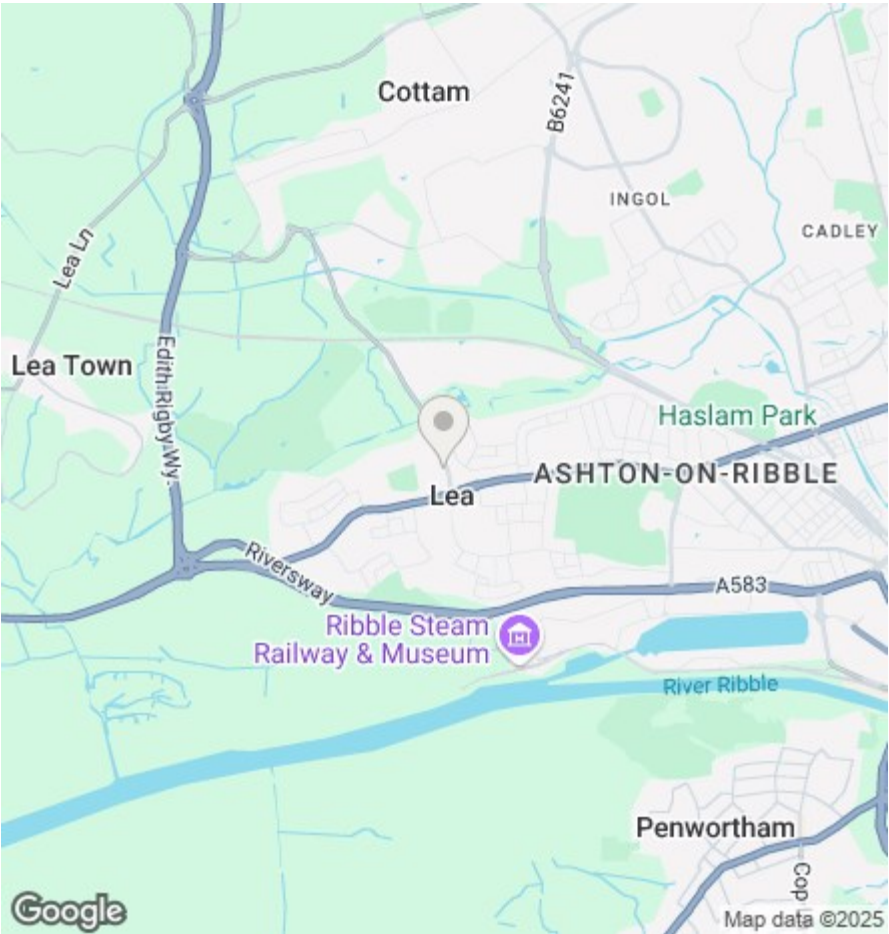 Cottam
B6241
INGOL
CADLEY
Lea Ln
Lea Town
Edith Rigby Wy.
Haslam Park
ASHTON-ON-RIBBLE
Lea
Riversway
A583
Ribble Steam
Railway & Museum
River Ribble
Penwortham
Cop
Google
Map data ©2025